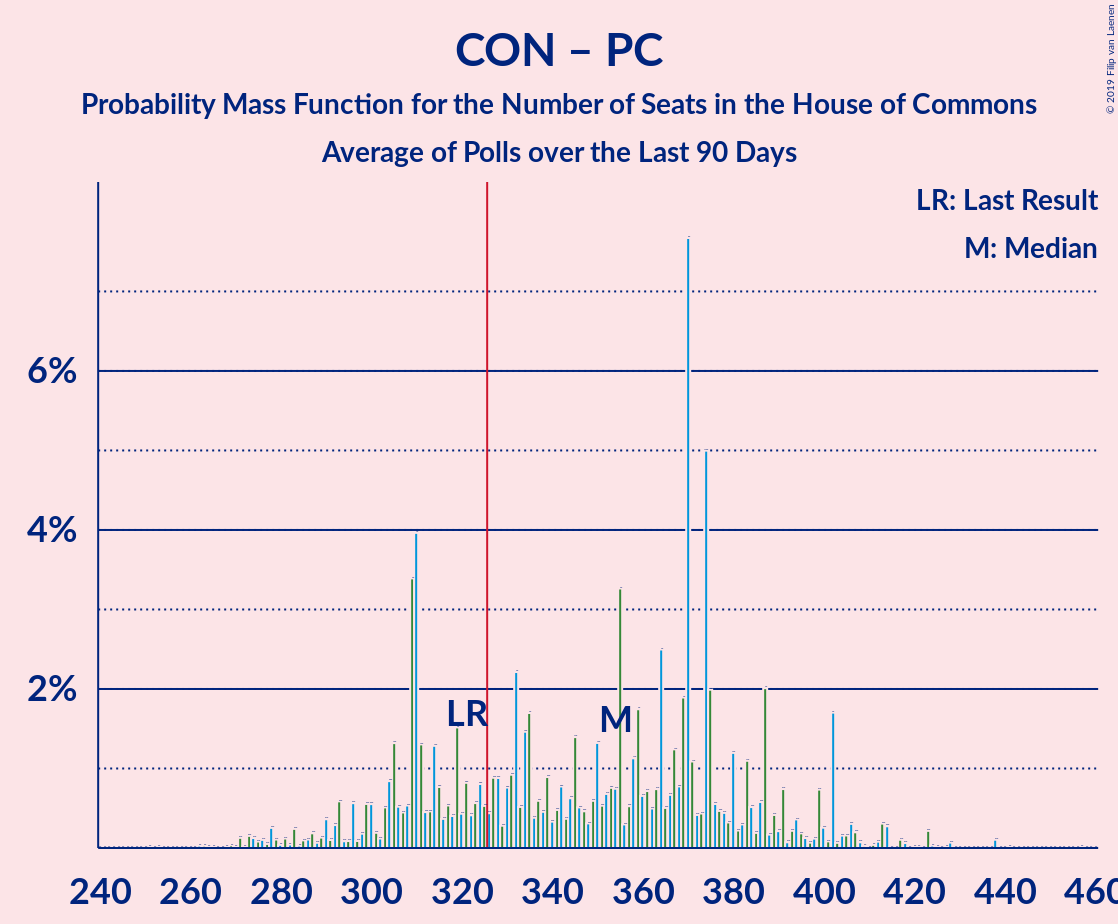 CON – PC
Probability Mass Function for the Number of Seats in the House of Commons
Average of Polls over the Last 90 Days
© 2019 Filip van Laenen
LR: Last Result
M: Median
6%
4%
2%
LR
M
240 260 280 300 320 340 360 380 400 420 440 460